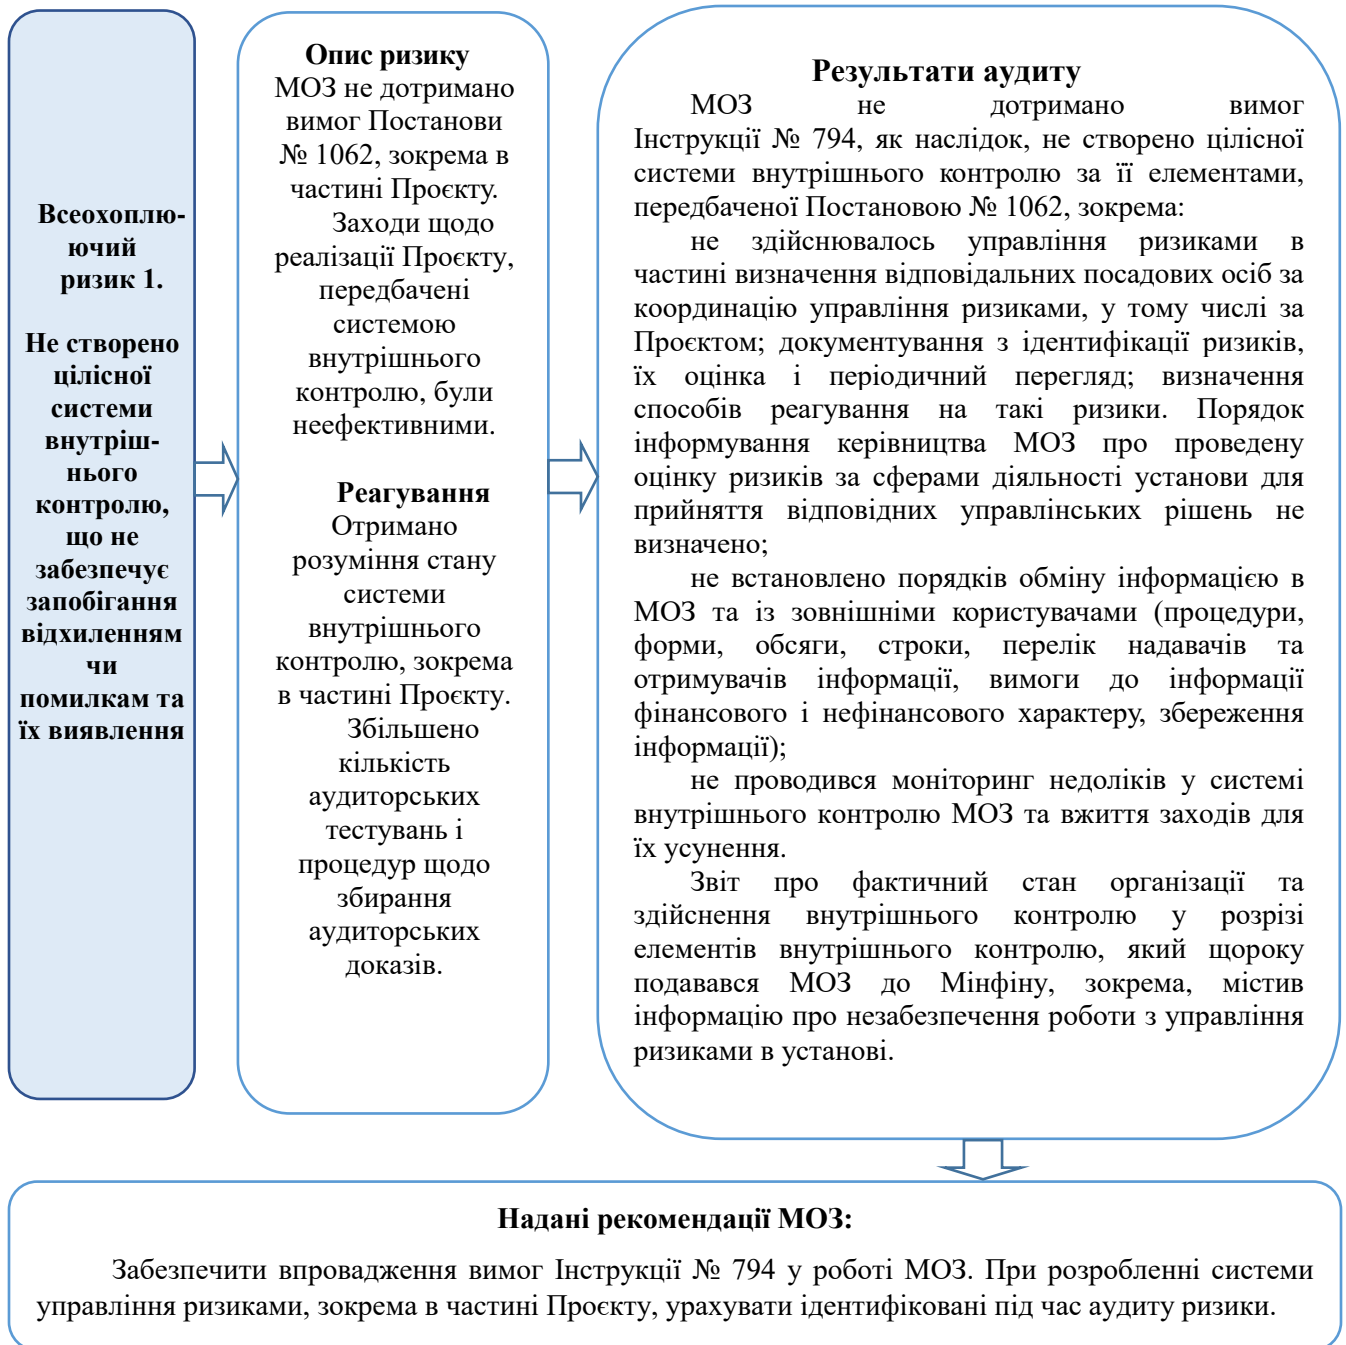 Всеохоплю-
ючий
ризик 1.
Не створено
цілісної
системи
внутріш-
нього
контролю,
що не
забезпечує
запобігання
відхиленням
чи
помилкам та
їх виявлення
Опис ризику
МОЗ не дотримано
вимог Постанови
№ 1062, зокрема в
частині Проєкту.
Заходи щодо
реалізації Проєкту,
передбачені
системою
внутрішнього
контролю, були
неефективними.
Реагування
Отримано
розуміння стану
системи
внутрішнього
контролю, зокрема
в частині Проєкту.
Збільшено
кількість
аудиторських
тестувань і
процедур щодо
збирання
аудиторських
доказів.
Результати аудиту
МОЗ не дотримано вимог
Інструкції № 794, як наслідок, не створено цілісної
системи внутрішнього контролю за її елементами,
передбаченої Постановою № 1062, зокрема:
не здійснювалось управління ризиками в
частині визначення відповідальних посадових осіб за
координацію управління ризиками, у тому числі за
Проєктом; документування з ідентифікації ризиків,
їх оцінка і періодичний перегляд; визначення
способів реагування на такі ризики. Порядок
інформування керівництва МОЗ про проведену
оцінку ризиків за сферами діяльності установи для
прийняття відповідних управлінських рішень не
визначено;
не встановлено порядків обміну інформацією в
МОЗ та із зовнішніми користувачами (процедури,
форми, обсяги, строки, перелік надавачів та
отримувачів інформації, вимоги до інформації
фінансового і нефінансового характеру, збереження
інформації);
не проводився моніторинг недоліків у системі
внутрішнього контролю МОЗ та вжиття заходів для
їх усунення.
Звіт про фактичний стан організації та
здійснення внутрішнього контролю у розрізі
елементів внутрішнього контролю, який щороку
подавався МОЗ до Мінфіну, зокрема, містив
інформацію про незабезпечення роботи з управління
ризиками в установі.
Надані рекомендації МОЗ:
Забезпечити впровадження вимог Інструкції № 794 у роботі МОЗ. При розробленні системи
управління ризиками, зокрема в частині Проєкту, урахувати ідентифіковані під час аудиту ризики.